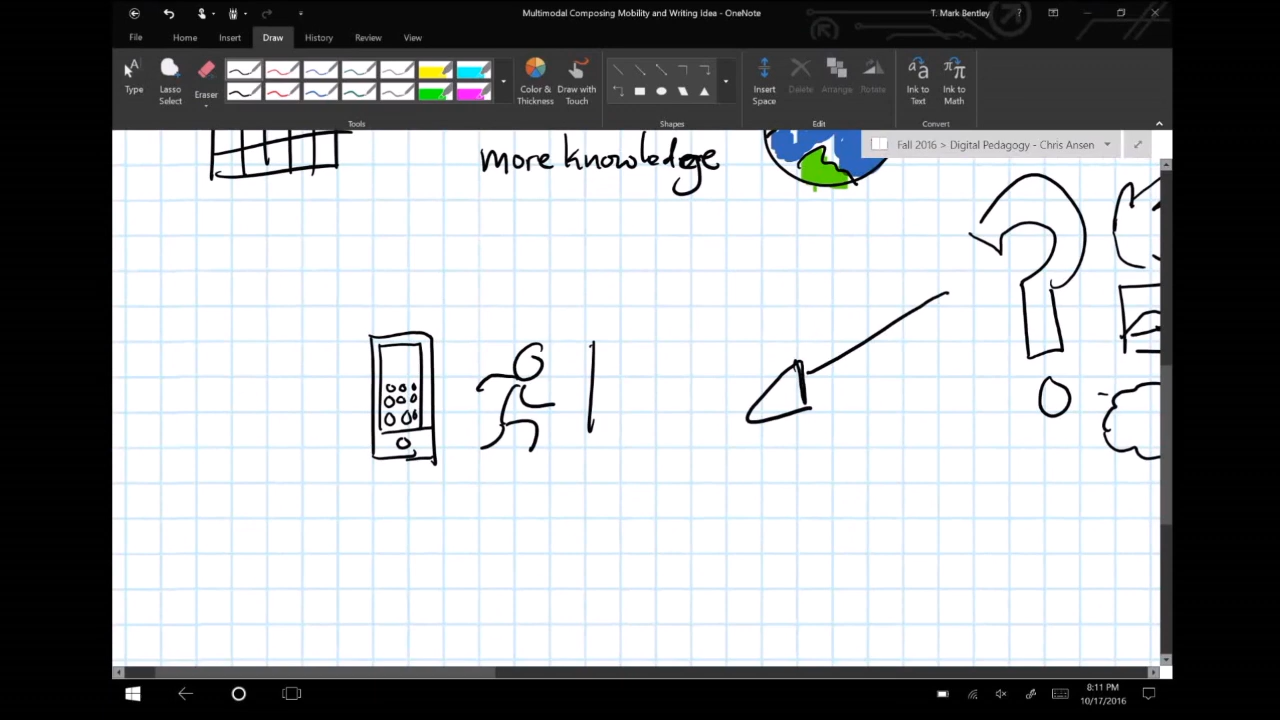 Multimodal Composing Mobility and Writing Idea - OneNote
T. Mark Bentley
?
File
Home
Insert
Draw
History
Review
View
Type
Lasso
Select
Eraser
Color &
Thickness
Draw with
Touch
Insert
Space
Delete
Arrange
Rotate
Ink to
Text
Ink to
Math
Tools
Shapes
Edit
Convert
Fall 2016 > Digital Pedagogy - Chris Ansen
more knowledge
?
8:11 PM
10/17/2016